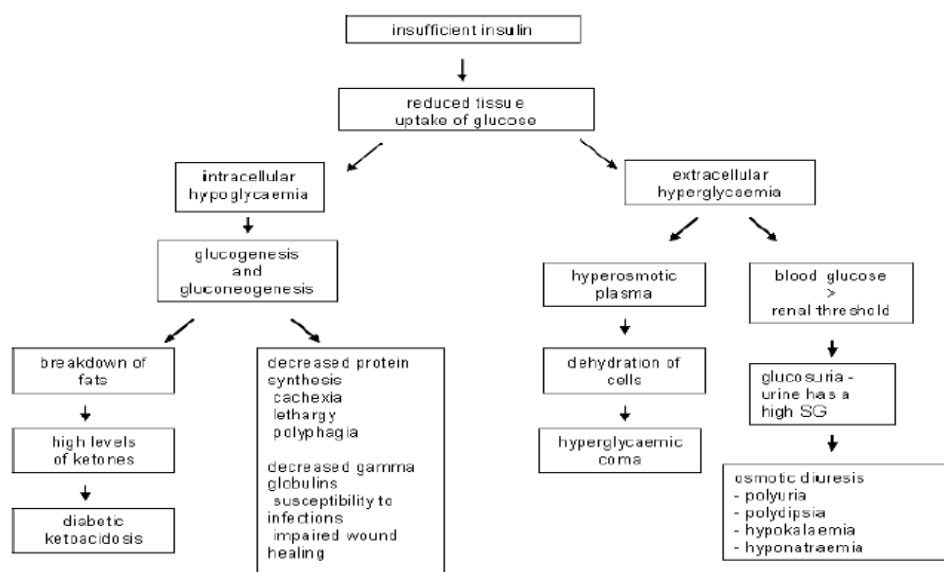 insufficient insulin
reduced tissue
uptake of glucose
intracellular
hypoglycaemia
extracellular
hyperglycaemia
glucogenesis
and
gluconeogenesis
hyperosmotic
plasma
blood glucose
>
renal threshold
breakdown of
fats
decreased protein
synthesis
cachexia
lethargy
polyphagia
decreased gamma
globulins
susceptibility to
infections
impaired wound
healing
dehydration of
cells
glucosuria -
urine has a
high SG
high levels
of ketones
hyperglycaemic
coma
diabetic
ketoacidosis
osmotic diuresis
- polyuria
- polydipsia
- hypokalaemia
- hyponatraemia